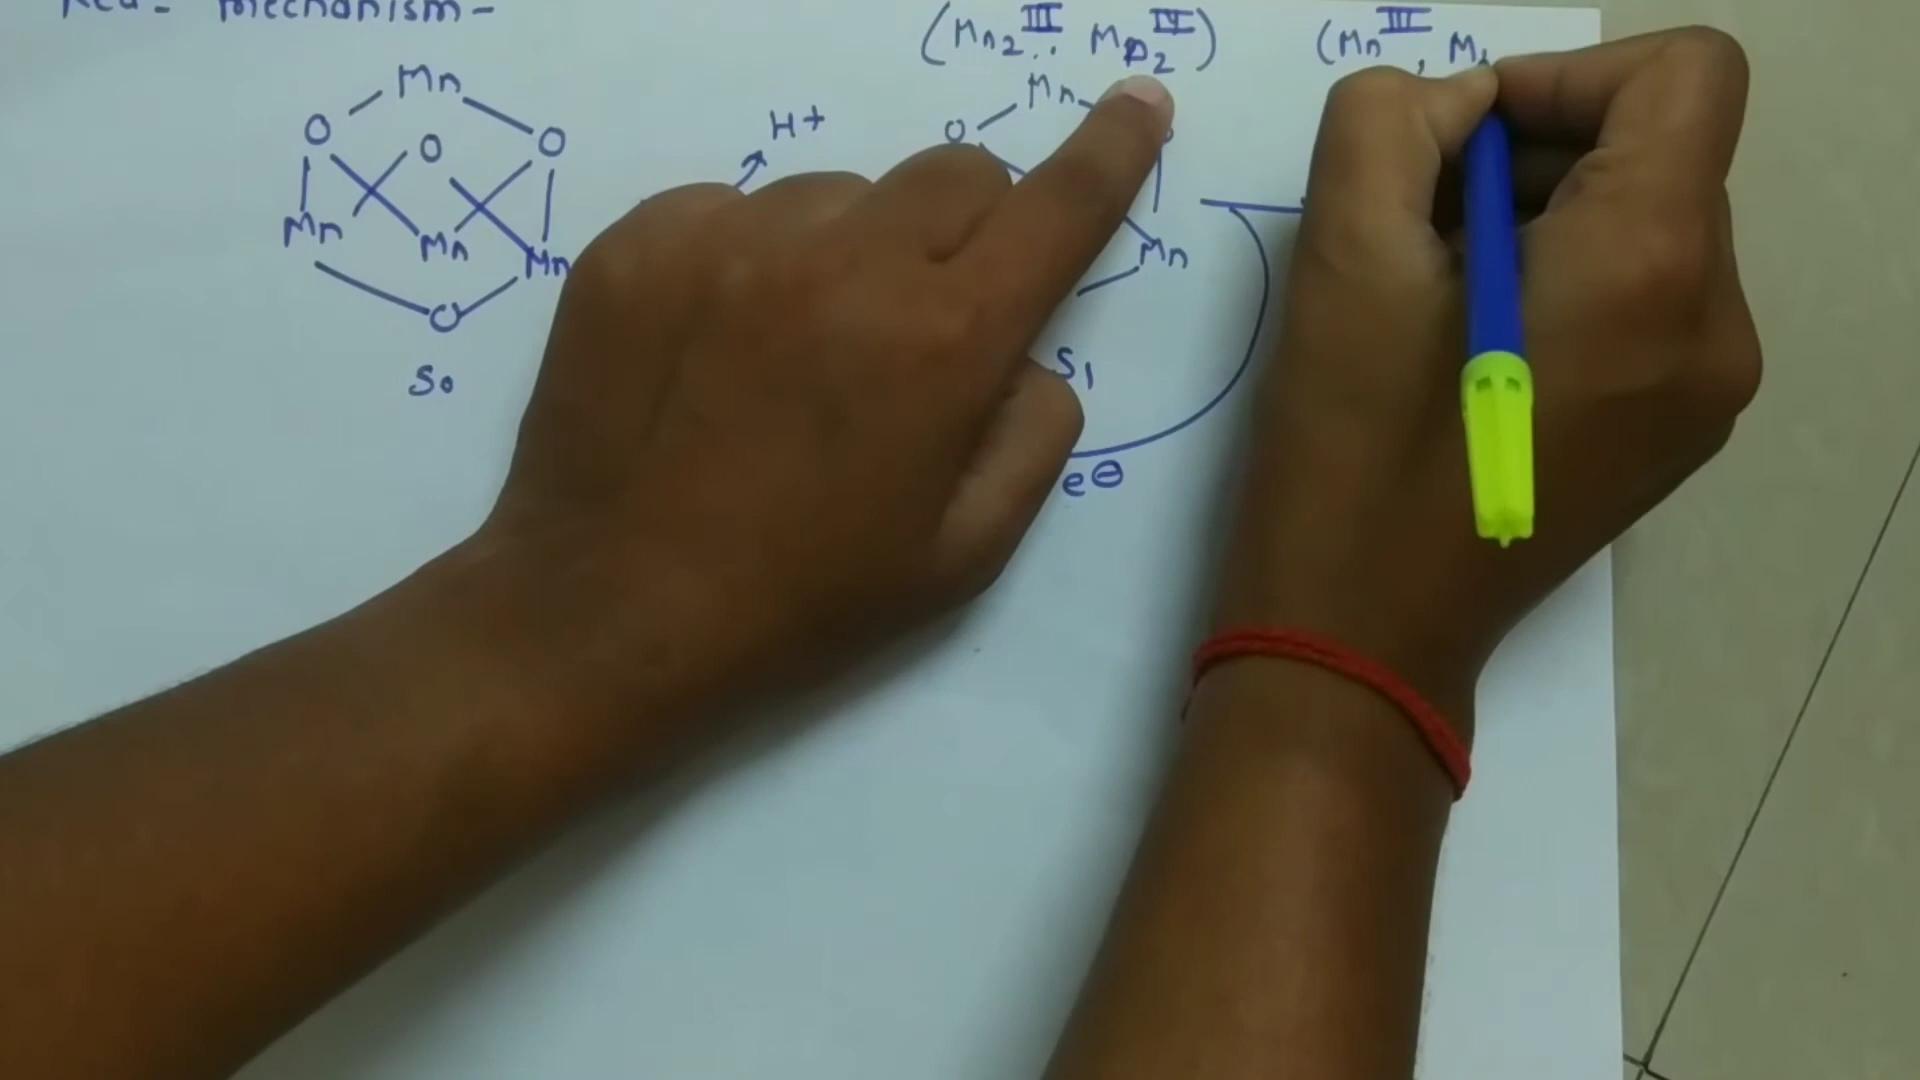 Mechanism-
(Mn2 III .. Mn2 IV) (Mn III, M
Mn Mn
O O O H+ O
Mn Mn Mn Mn
O
S0 S1
e⊖